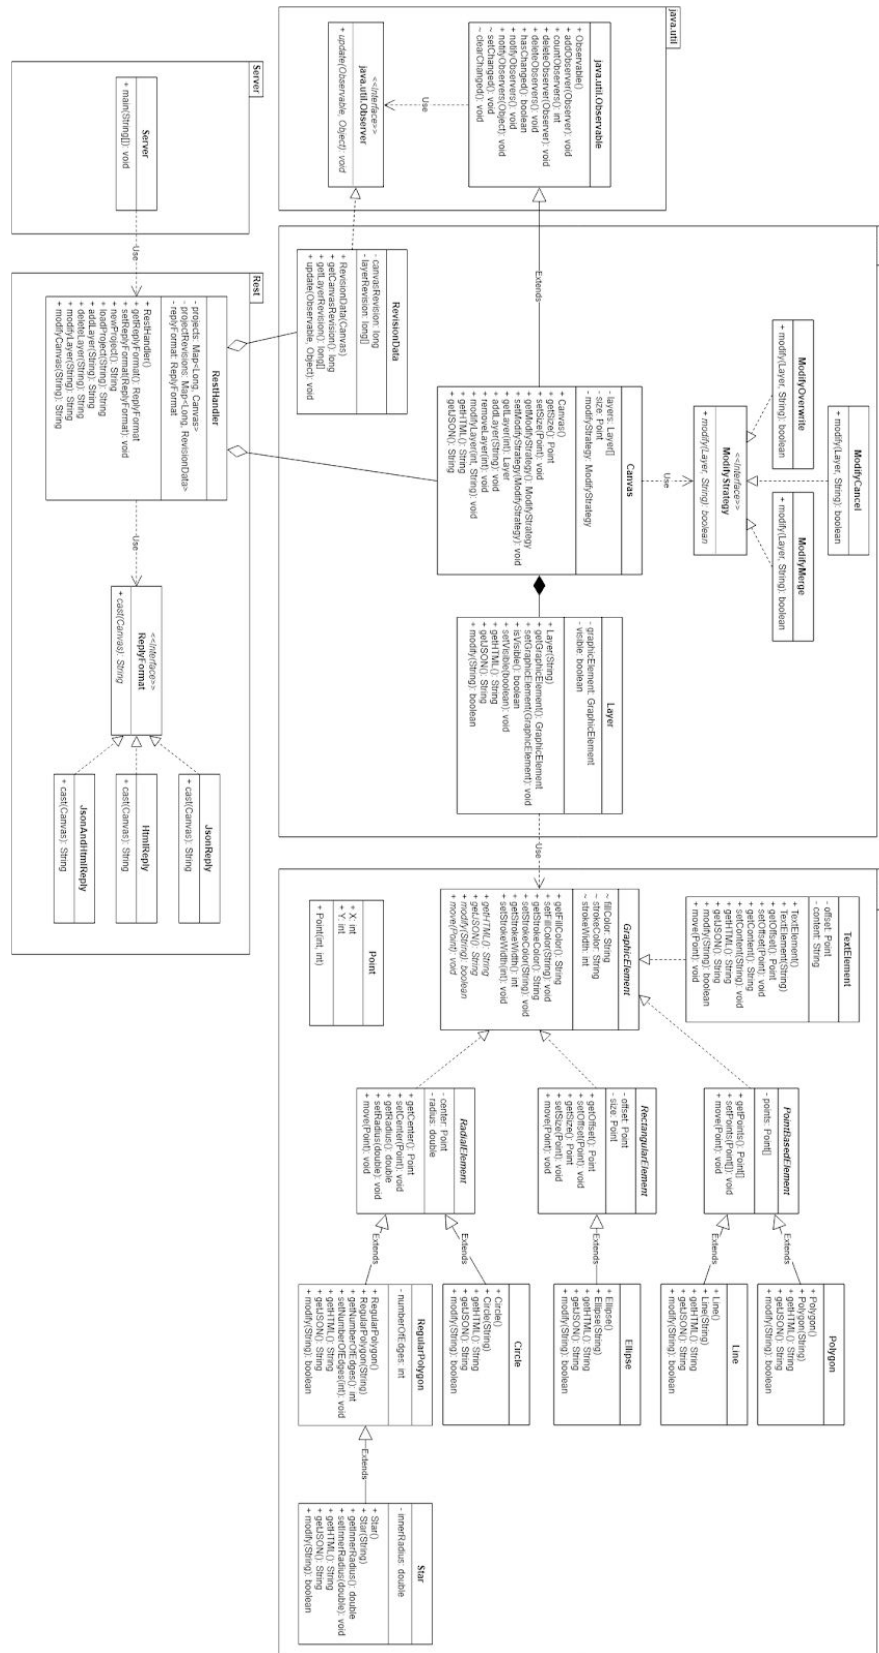 java.util
java.util.Observable
+ Observable()
+ addObserver(Observer): void
+ countObservers(): int
+ deleteObserver(Observer): void
+ deleteObservers(): void
+ hasChanged(): boolean
+ notifyObservers(): void
+ notifyObservers(Object): void
~ setChanged(): void
~ clearChanged(): void
Use
<<Interface>>
java.util.Observer
+ update(Observable, Object): void
Server
Server
+ main(String[]): void
Use
Extends
ModifyOverwrite
+ modify(Layer, String): boolean
ModifyCancel
+ modify(Layer, String): boolean
ModifyMerge
+ modify(Layer, String): boolean
<<Interface>>
ModifyStrategy
+ modify(Layer, String): boolean
Use
Canvas
- layers: Layer[]
- size: Point
- modifyStrategy: ModifyStrategy
+ Canvas()
+ getSize(): Point
+ setSize(Point): void
+ getModifyStrategy(): ModifyStrategy
+ setModifyStrategy(ModifyStrategy): void
+ getLayer(int): Layer
+ addLayer(String): void
+ removeLayer(int): void
+ modifyLayer(int, String): void
+ getHTML(): String
+ getJSON(): String
RevisionData
- canvasRevision: long
- layerRevision: long[]
+ RevisionData(Canvas)
+ getCanvasRevision(): long
+ getLayerRevision(): long[]
+ update(Observable, Object): void
Layer
- graphicElement: GraphicElement
- visible: boolean
+ Layer(String)
+ getGraphicElement(): GraphicElement
+ setGraphicElement(GraphicElement): void
+ isVisible(): boolean
+ setVisible(boolean): void
+ getHTML(): String
+ getJSON(): String
+ modify(String): boolean
Use
Rest
RestHandler
- projects: Map<Long, Canvas>
- projectRevisions: Map<Long, RevisionData>
- replyFormat: ReplyFormat
+ RestHandler()
+ getReplyFormat(): ReplyFormat
+ setReplyFormat(ReplyFormat): void
+ newProject(): String
+ loadProject(String): String
+ addLayer(String): String
+ deleteLayer(String): String
+ modifyLayer(String): String
+ modifyCanvas(String): String
Use
<<Interface>>
ReplyFormat
+ cast(Canvas): String
JsonReply
+ cast(Canvas): String
HtmlReply
+ cast(Canvas): String
JsonAndHtmlReply
+ cast(Canvas): String
TextElement
- offset: Point
- content: String
+ TextElement()
+ TextElement(String)
+ getOffset(): Point
+ setOffset(Point): void
+ getContent(): String
+ setContent(String): void
+ getHTML(): String
+ getJSON(): String
+ modify(String): boolean
+ move(Point): void
GraphicElement
~ fillColor: String
~ strokeColor: String
~ strokeWidth: int
+ getFillColor(): String
+ setFillColor(String): void
+ getStrokeColor(): String
+ setStrokeColor(String): void
+ getStrokeWidth(): int
+ setStrokeWidth(int): void
+ getHTML(): String
+ getJSON(): String
+ modify(String): boolean
+ move(Point): void
Point
+ X: int
+ Y: int
+ Point(int, int)
PointBasedElement
- points: Point[]
+ getPoints(): Point[]
+ setPoints(Point[]): void
+ move(Point): void
RectangularElement
- offset: Point
- size: Point
+ getOffset(): Point
+ setOffset(Point): void
+ getSize(): Point
+ setSize(Point): void
+ move(Point): void
RadialElement
- center: Point
- radius: double
+ getCenter(): Point
+ setCenter(Point): void
+ getRadius(): double
+ setRadius(double): void
+ move(Point): void
Extends
Extends
Extends
Extends
Extends
Polygon
+ Polygon()
+ Polygon(String)
+ getHTML(): String
+ getJSON(): String
+ modify(String): boolean
Line
+ Line()
+ Line(String)
+ getHTML(): String
+ getJSON(): String
+ modify(String): boolean
Ellipse
+ Ellipse()
+ Ellipse(String)
+ getHTML(): String
+ getJSON(): String
+ modify(String): boolean
Circle
+ Circle()
+ Circle(String)
+ getHTML(): String
+ getJSON(): String
+ modify(String): boolean
RegularPolygon
- numberOfEdges: int
+ RegularPolygon()
+ RegularPolygon(String)
+ getNumberOfEdges(): int
+ setNumberOfEdges(int): void
+ getHTML(): String
+ getJSON(): String
+ modify(String): boolean
Extends
Star
- innerRadius: double
+ Star()
+ Star(String)
+ getInnerRadius(): double
+ setInnerRadius(double): void
+ getHTML(): String
+ getJSON(): String
+ modify(String): boolean